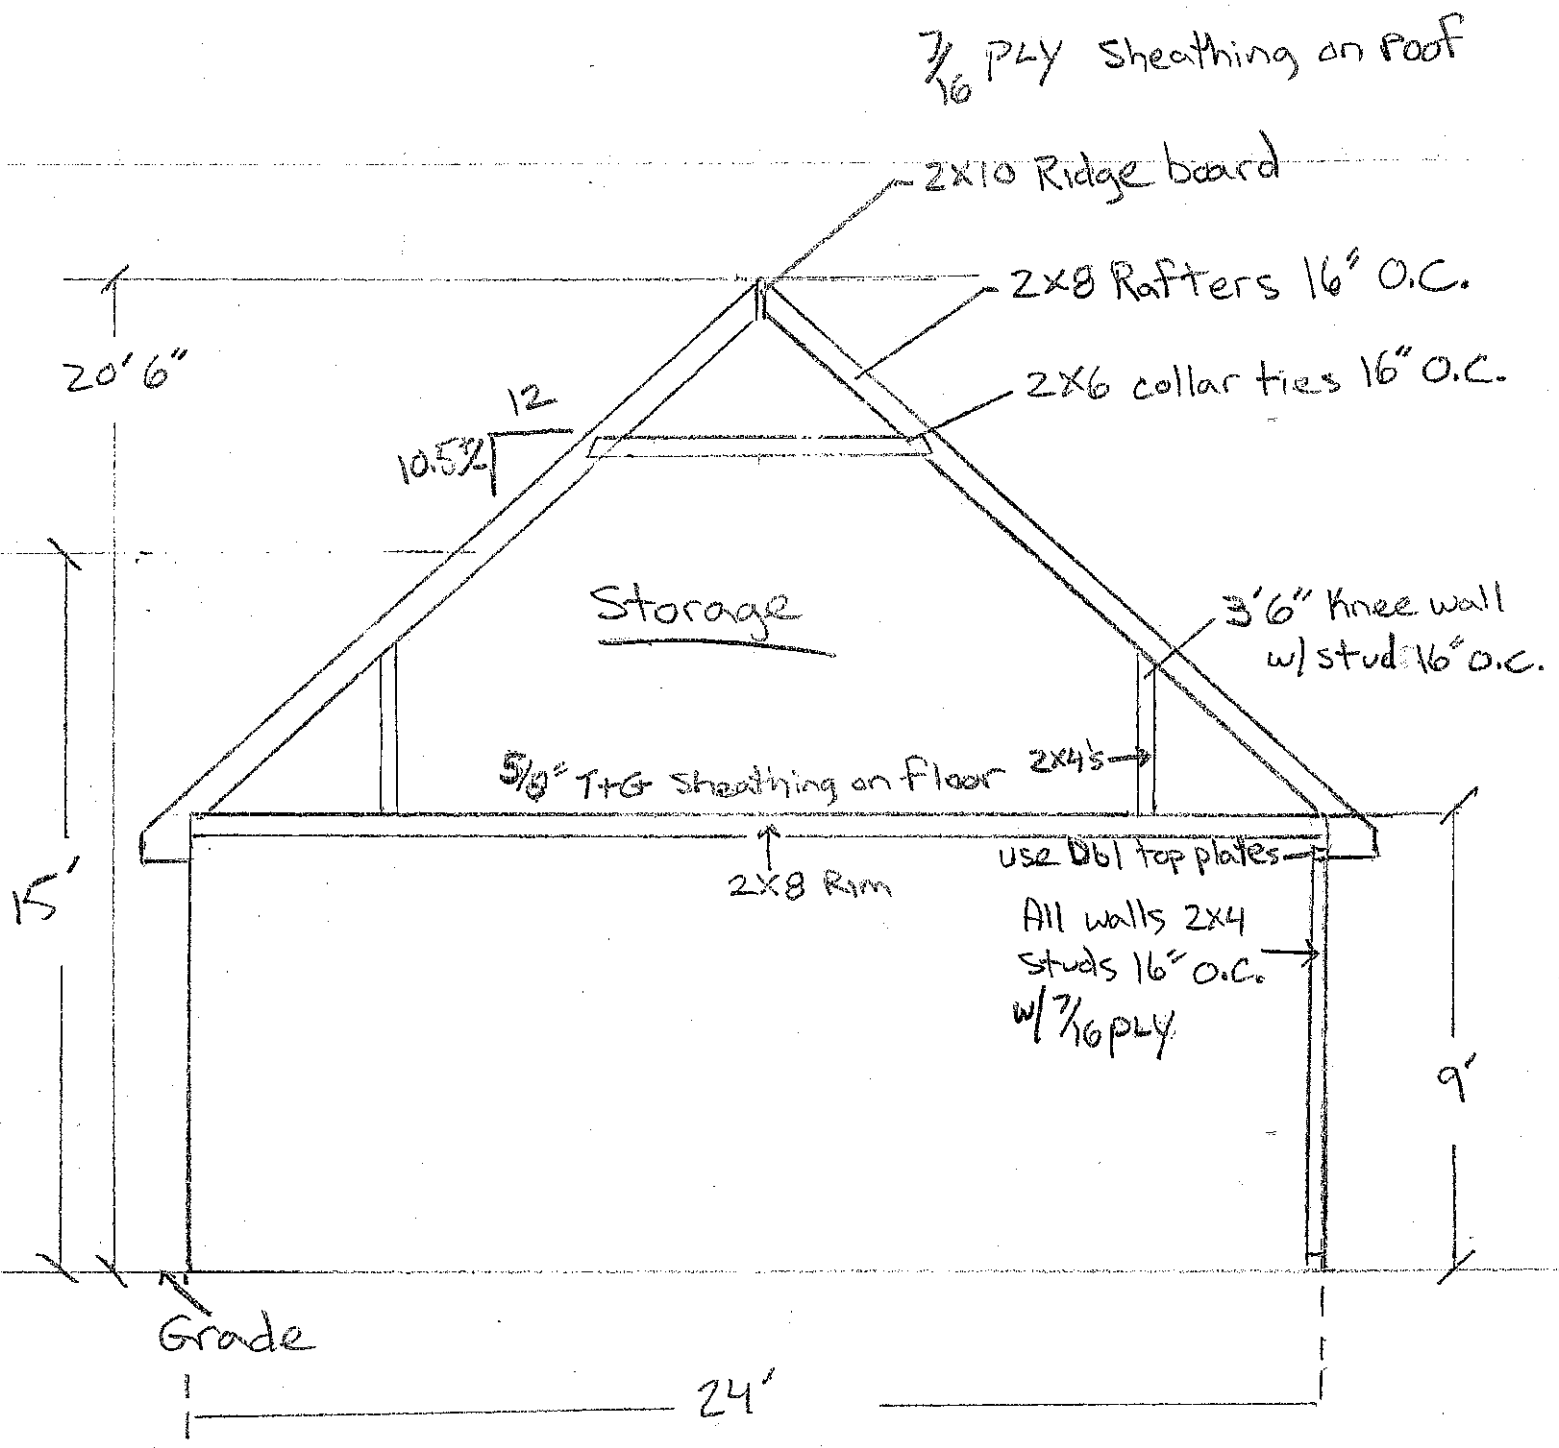 7/16 PLY Sheathing on Roof
2x10 Ridge board
2x8 Rafters 16" O.C.
20' 6"
2x6 collar ties 16" O.C.
12
Storage
3'6" Knee wall
w/ stud 16" O.C.
5/8" T+G Sheathing on Floor
2x4's
15'
2x8 Rim
use Dbl top plates
All walls 2x4
studs 16" O.C.
w/ 7/16 PLY
9'
Grade
24'